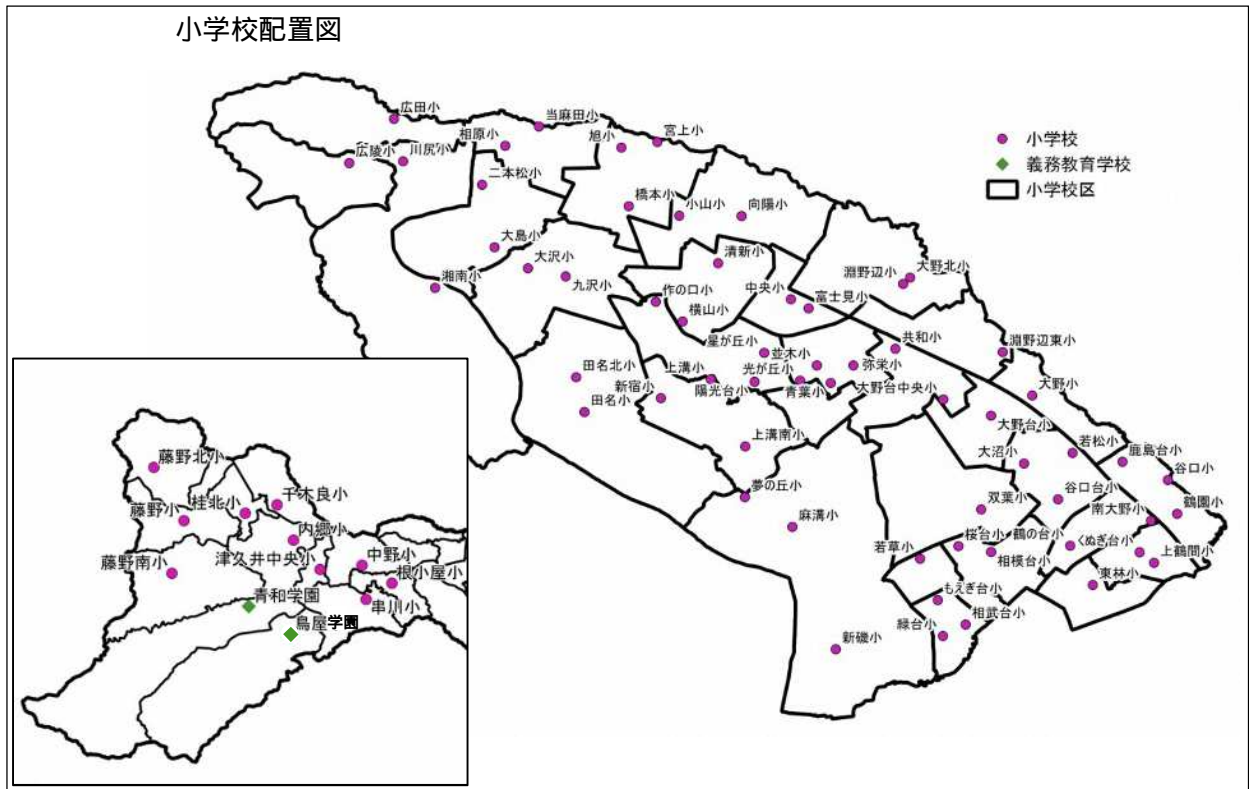 小学校配置図
広田小
当麻田小
相原小
旭小
宮上小
小学校
義務教育学校
小学校区
広陵小
川尻小
二本松小
橋本小
小山小
向陽小
大島小
大沢小
九沢小
清新小
湘南小
淵野辺小
大野北小
作の口小
中央小
富士見小
横山小
星が丘小
並木小
共和小
淵野辺東小
田名北小
上溝小
光が丘小
弥栄小
新宿小
陽光台小
青葉小
大野台中央小
大野小
田名小
大野台小
上溝南小
大沼小
若松小
鹿島台小
谷口小
夢の丘小
麻溝小
双葉小
谷口台小
南大野小
鶴園小
若草小
桜台小
鶴の台小
くぬぎ台小
上鶴間小
相模台小
東林小
もえぎ台小
相武台小
緑台小
新磯小
藤野北小
桂北小
千木良小
藤野小
内郷小
藤野南小
津久井中央小
中野小
根小屋小
青和学園
串川小
鳥屋学園